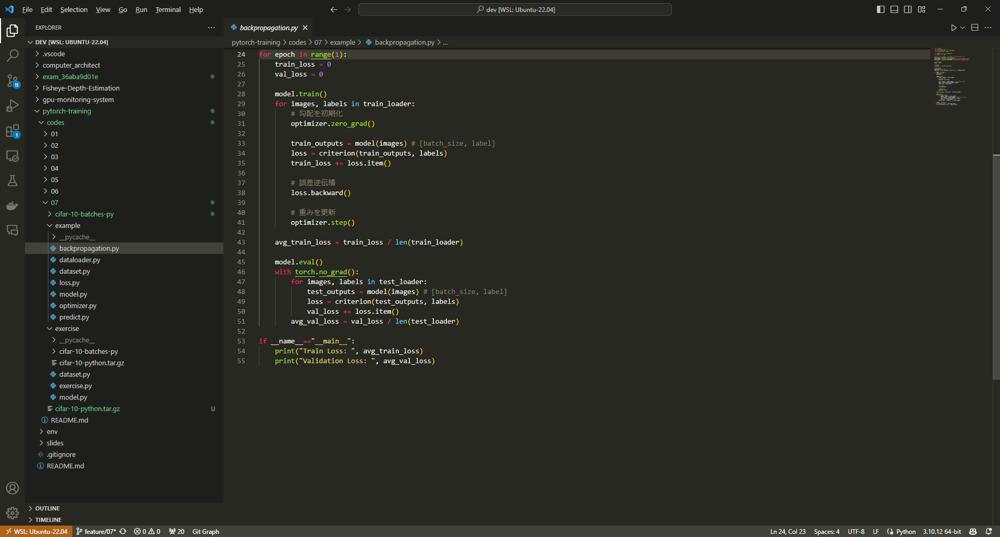 File Edit Selection View Go Run Terminal Help
dev [WSL: Ubuntu-22.04]
EXPLORER
DEV [WSL: UBUNTU-22.04]
.vscode
computer_architect
exam_36aba9d01e
Fisheye-Depth-Estimation
gpu-monitoring-system
pytorch-training
codes
01
02
03
04
05
06
07
cifar-10-batches-py
example
__pycache__
backpropagation.py
dataloader.py
dataset.py
loss.py
model.py
optimizer.py
predict.py
exercise
__pycache__
cifar-10-batches-py
cifar-10-python.tar.gz
dataset.py
exercise.py
model.py
cifar-10-python.tar.gz U
README.md
env
slides
.gitignore
README.md
OUTLINE
TIMELINE
11
1
backpropagation.py
pytorch-training > codes > 07 > example > backpropagation.py > ...
24 for epoch in range(1):
25     train_loss = 0
26     val_loss = 0
27
28     model.train()
29     for images, labels in train_loader:
30         # 勾配を初期化
31         optimizer.zero_grad()
32
33         train_outputs = model(images) # [batch_size, label]
34         loss = criterion(train_outputs, labels)
35         train_loss += loss.item()
36
37         # 誤差逆伝播
38         loss.backward()
39
40         # 重みを更新
41         optimizer.step()
42
43     avg_train_loss = train_loss / len(train_loader)
44
45     model.eval()
46     with torch.no_grad():
47         for images, labels in test_loader:
48             test_outputs = model(images) # [batch_size, label]
49             loss = criterion(test_outputs, labels)
50             val_loss += loss.item()
51         avg_val_loss = val_loss / len(test_loader)
52
53 if __name__=="__main__":
54     print("Train Loss: ", avg_train_loss)
55     print("Validation Loss: ", avg_val_loss)
WSL: Ubuntu-22.04 feature/07* 0 0 20 Git Graph
Ln 24, Col 23 Spaces: 4 UTF-8 LF Python 3.10.12 64-bit